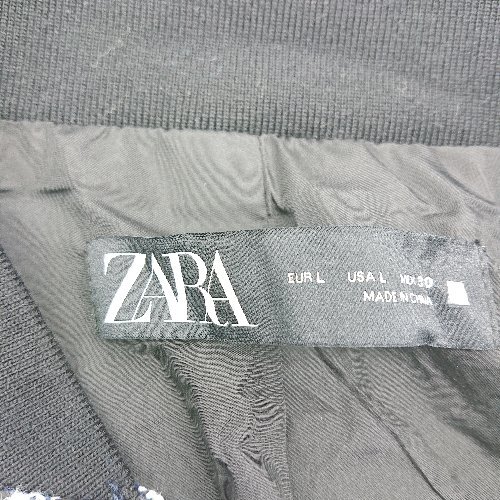 ZARA
EUR L USA L MEX 30
MADE IN CHINA